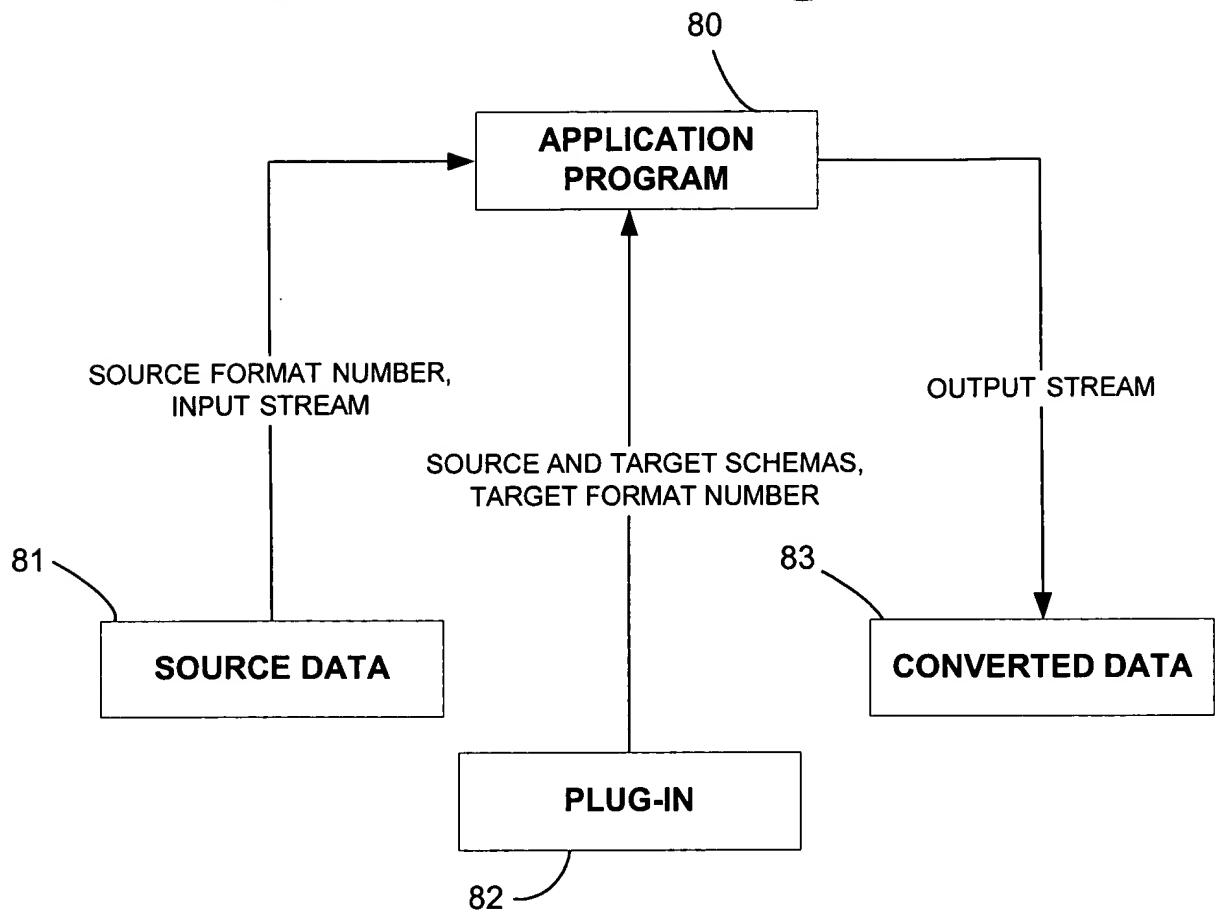 80
APPLICATION
PROGRAM
SOURCE FORMAT NUMBER,
INPUT STREAM
OUTPUT STREAM
SOURCE AND TARGET SCHEMAS,
TARGET FORMAT NUMBER
81
83
SOURCE DATA
CONVERTED DATA
PLUG-IN
82